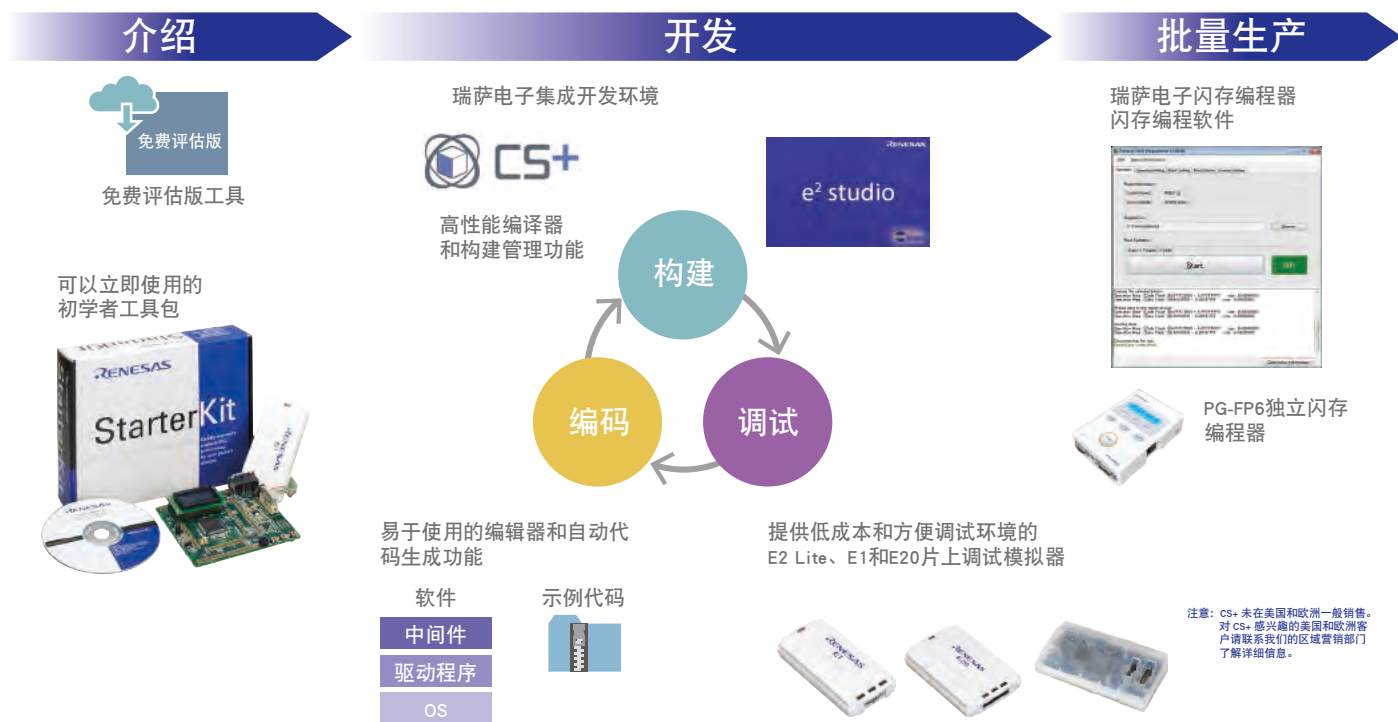 介绍
开发
批量生产
免费评估版
免费评估版工具
可以立即使用的
初学者工具包
RENESAS
StarterKit
RENESAS
RENESAS
E1
瑞萨电子集成开发环境
CS+
高性能编译器
和构建管理功能
RENESAS
e² studio
构建
编码
调试
易于使用的编辑器和自动代
码生成功能
软件
中间件
驱动程序
OS
示例代码
提供低成本和方便调试环境的
E2 Lite、E1和E20片上调试模拟器
RENESAS
E1
RENESAS
E20
瑞萨电子闪存编程器
闪存编程软件
Start
PG-FP6独立闪存
编程器
注意：CS+ 未在美国和欧洲一般销售。
对 CS+ 感兴趣的美国和欧洲客
户请联系我们的区域营销部门
了解详细信息。